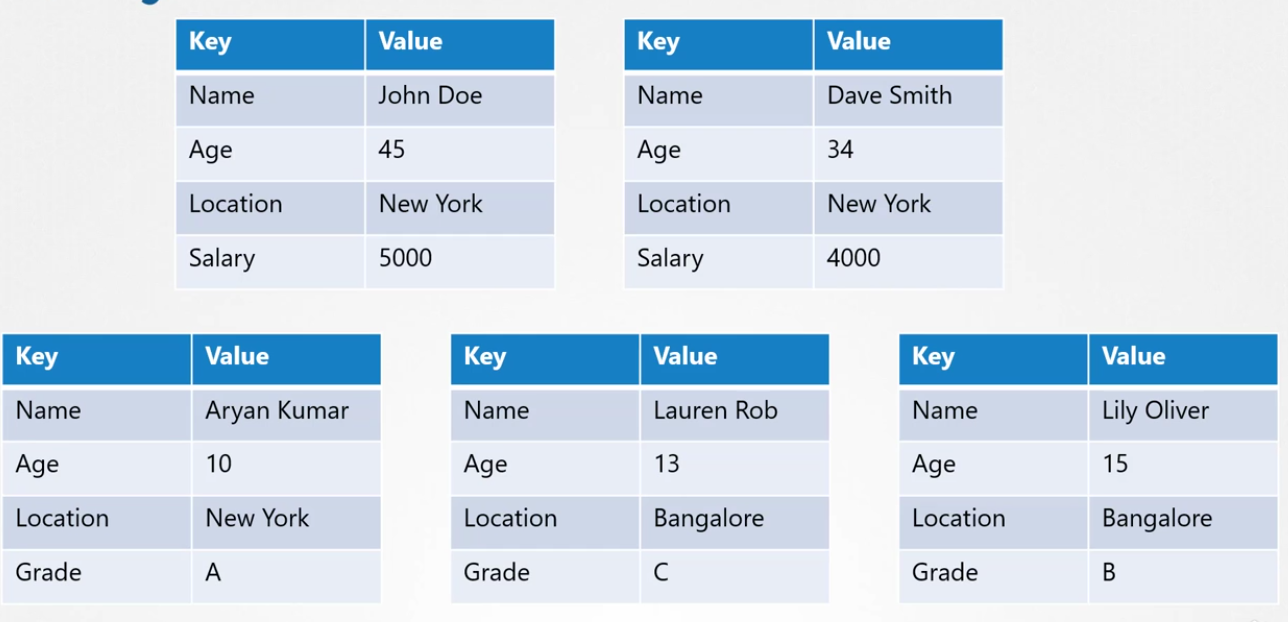 Key Value Key Value
Name John Doe Name Dave Smith
Age 45 Age 34
Location New York Location New York
Salary 5000 Salary 4000
Key Value Key Value Key Value
Name Aryan Kumar Name Lauren Rob Name Lily Oliver
Age 10 Age 13 Age 15
Location New York Location Bangalore Location Bangalore
Grade A Grade C Grade B